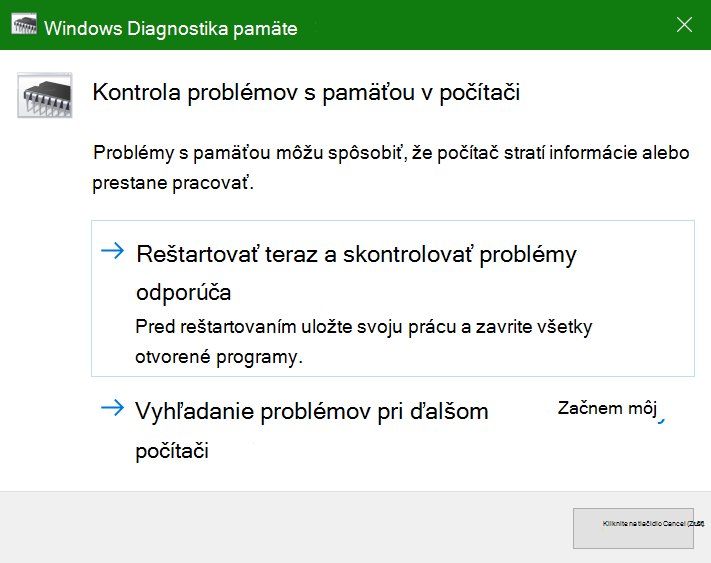 Windows Diagnostika pamäte
Kontrola problémov s pamäťou v počítači
Problémy s pamäťou môžu spôsobiť, že počítač stratí informácie alebo
prestane pracovať.
Reštartovať teraz a skontrolovať problémy
odporúča
Pred reštartovaním uložte svoju prácu a zavrite všetky
otvorené programy.
Vyhľadanie problémov pri ďalšom
Začnem môj
počítači
Kliknite na tlačidlo Cancel